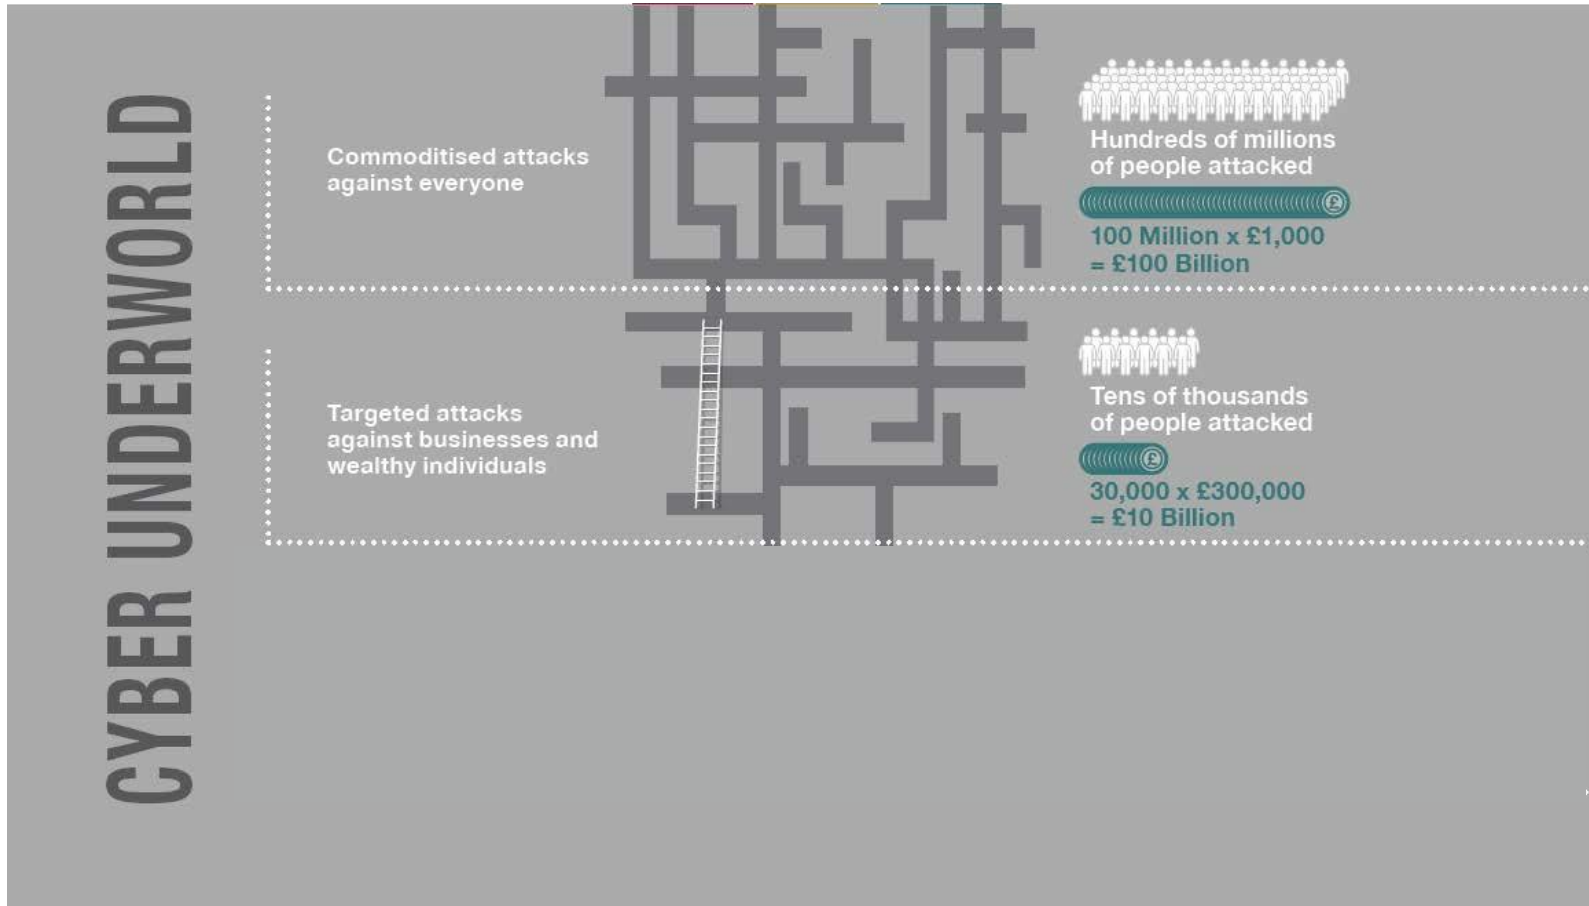 CYBER UNDERWORLD
Commoditised attacks
against everyone
Hundreds of millions
of people attacked
£
100 Million x £1,000
= £100 Billion
Targeted attacks
against businesses and
wealthy individuals
Tens of thousands
of people attacked
£
30,000 x £300,000
= £10 Billion